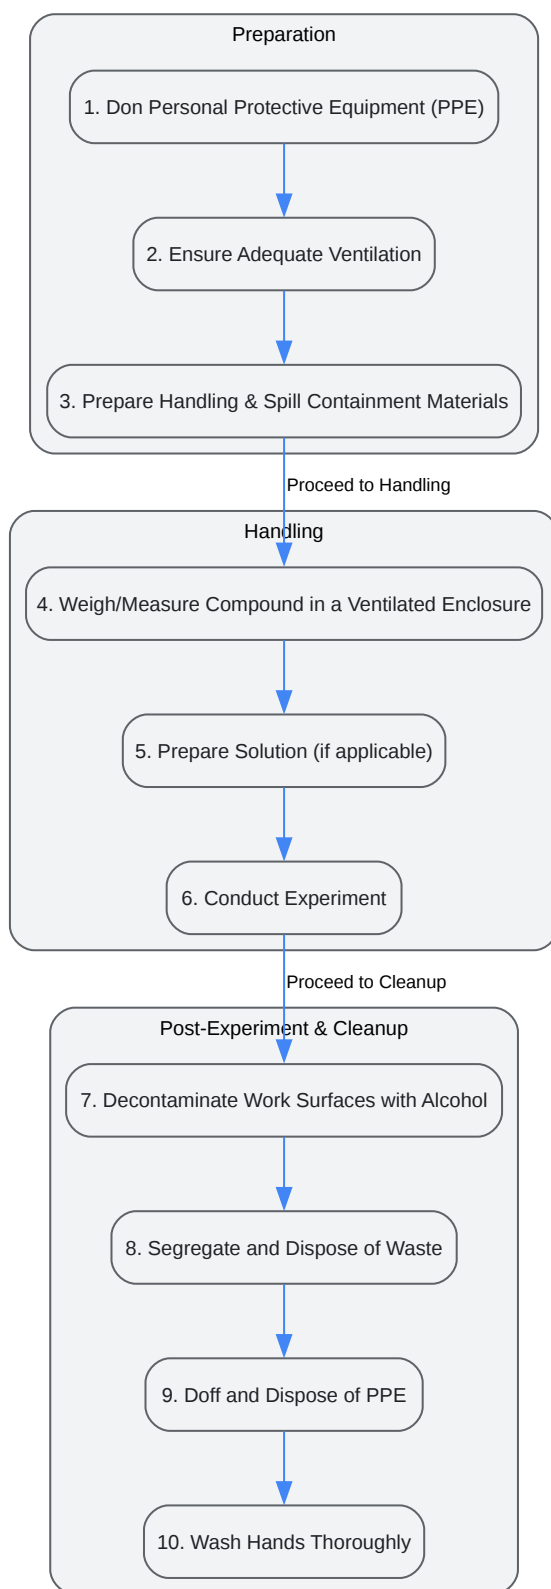 Preparation
1. Don Personal Protective Equipment (PPE)
2. Ensure Adequate Ventilation
3. Prepare Handling & Spill Containment Materials
Proceed to Handling
Handling
4. Weigh/Measure Compound in a Ventilated Enclosure
5. Prepare Solution (if applicable)
6. Conduct Experiment
Proceed to Cleanup
Post-Experiment & Cleanup
7. Decontaminate Work Surfaces with Alcohol
8. Segregate and Dispose of Waste
9. Doff and Dispose of PPE
10. Wash Hands Thoroughly